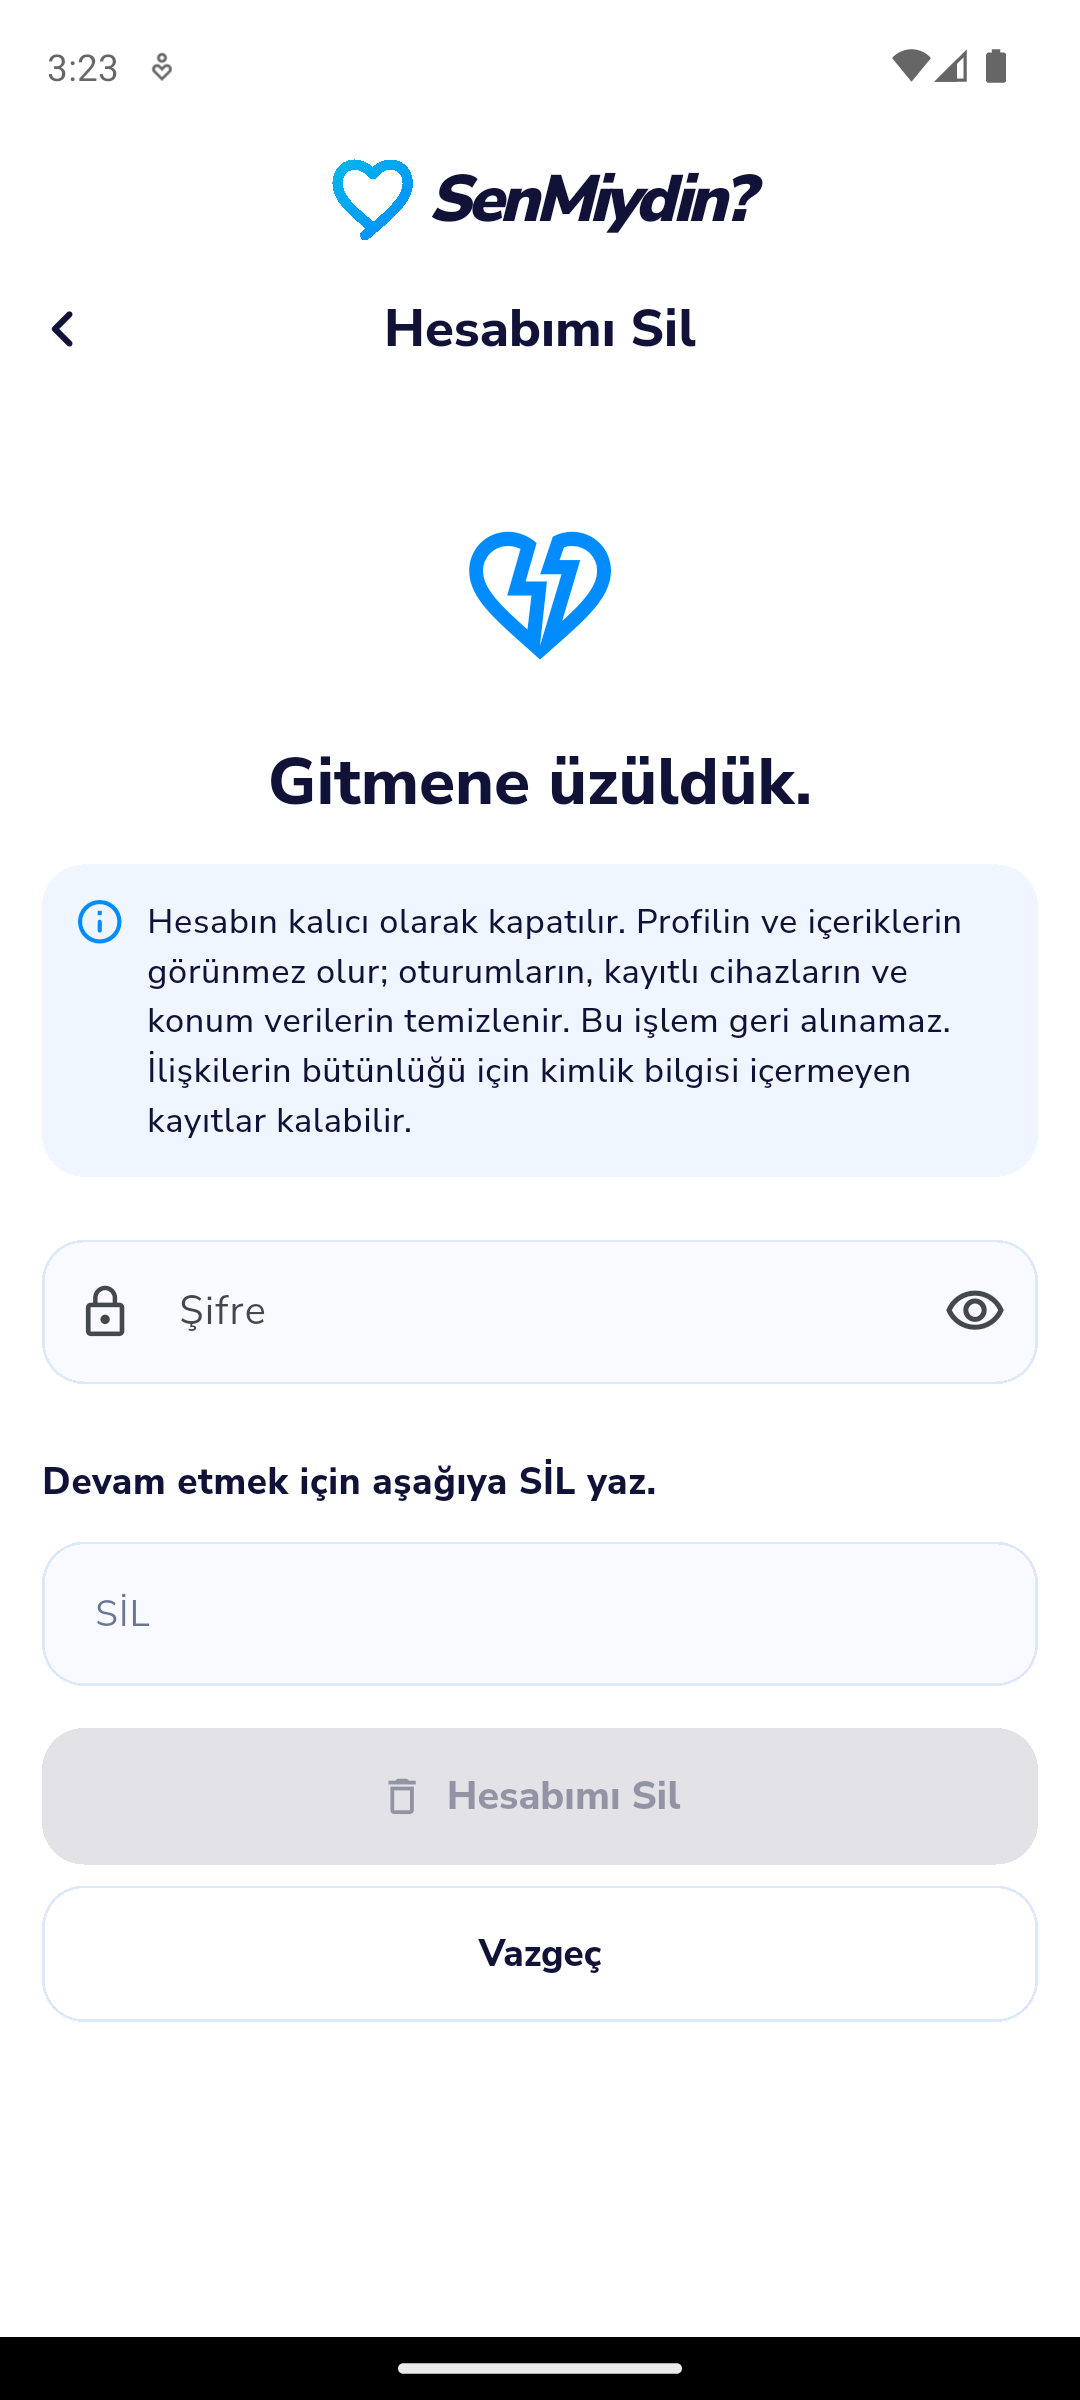 3:23
SenMiydin?
Hesabımı Sil
Gitmene üzüldük.
Hesabın kalıcı olarak kapatılır. Profilin ve içeriklerin
görünmez olur; oturumların, kayıtlı cihazların ve
konum verilerin temizlenir. Bu işlem geri alınamaz.
İlişkilerin bütünlüğü için kimlik bilgisi içermeyen
kayıtlar kalabilir.
Şifre
Devam etmek için aşağıya SİL yaz.
SİL
Hesabımı Sil
Vazgeç